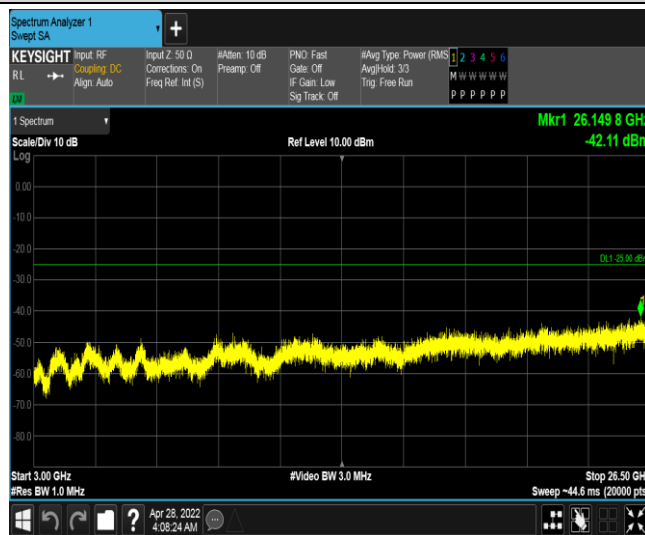 Spectrum Analyzer 1
Swept SA
+
KEYSIGHT Input: RF Input Z: 50 Ω #Atten: 10 dB PNO: Fast #Avg Type: Power (RMS 1 2 3 4 5 6
RL Coupling: DC Corrections: On Preamp: Off Gate: Off Avg|Hold: 3/3 M W W W W W
Align: Auto Freq Ref: Int (S) IF Gain: Low Trig: Free Run
Sig Track: Off P P P P P P
1 Spectrum Mkr1 26.149 8 GH
Scale/Div 10 dB Ref Level 10.00 dBm -42.11 dBn
Log
0.00
-10.0
-20.0
DL1 -25.00 dBr
-30.0
-40.0
-50.0
-60.0
-70.0
-80.0
Start 3.00 GHz #Video BW 3.0 MHz Stop 26.50 GH
#Res BW 1.0 MHz Sweep ~44.6 ms (20000 pts
? Apr 28, 2022
4:08:24 AM